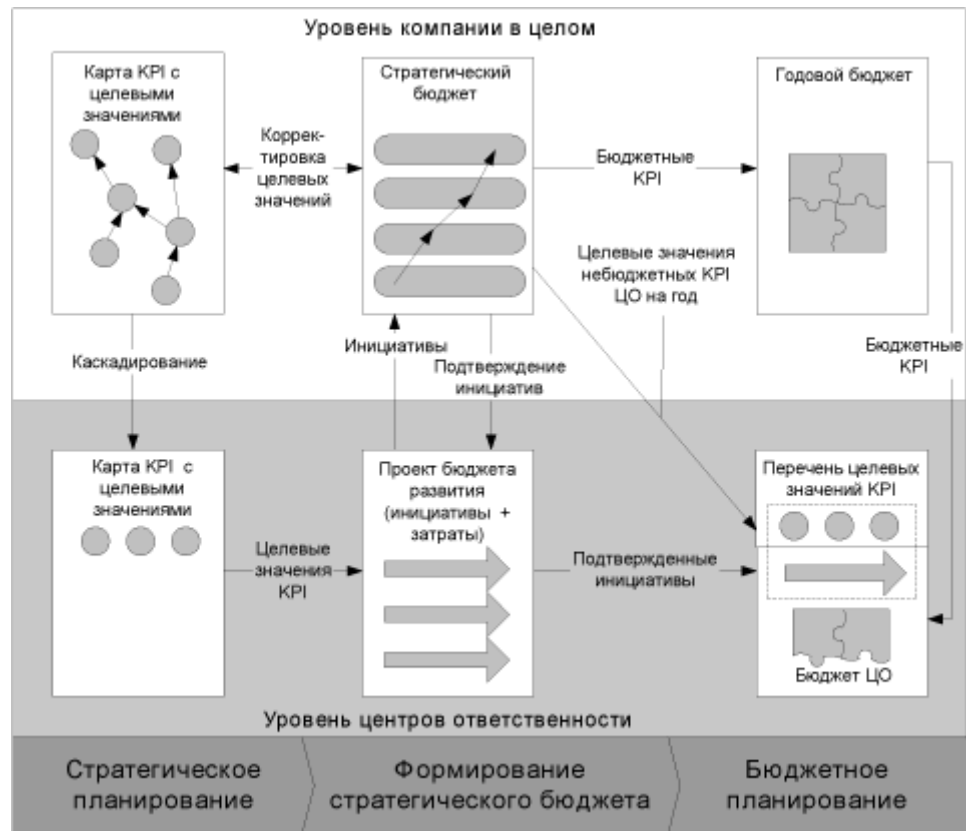 Уровень компании в целом
Карта KPI с
целевыми
значениями
Коррек-
тировка
целевых
значений
Стратегический
бюджет
Бюджетные
KPI
Годовой бюджет
Целевые значения
небюджетных KPI
ЦО на год
Каскадирование
Инициативы
Подтверждение
инициатив
Бюджетные
KPI
Карта KPI с
целевыми
значениями
Целевые
значения
KPI
Проект бюджета
развития
(инициативы +
затраты)
Подтвержденные
инициативы
Перечень целевых
значений KPI
Бюджет ЦО
Уровень центров ответственности
Стратегическое
планирование
Формирование
стратегического бюджета
Бюджетное
планирование